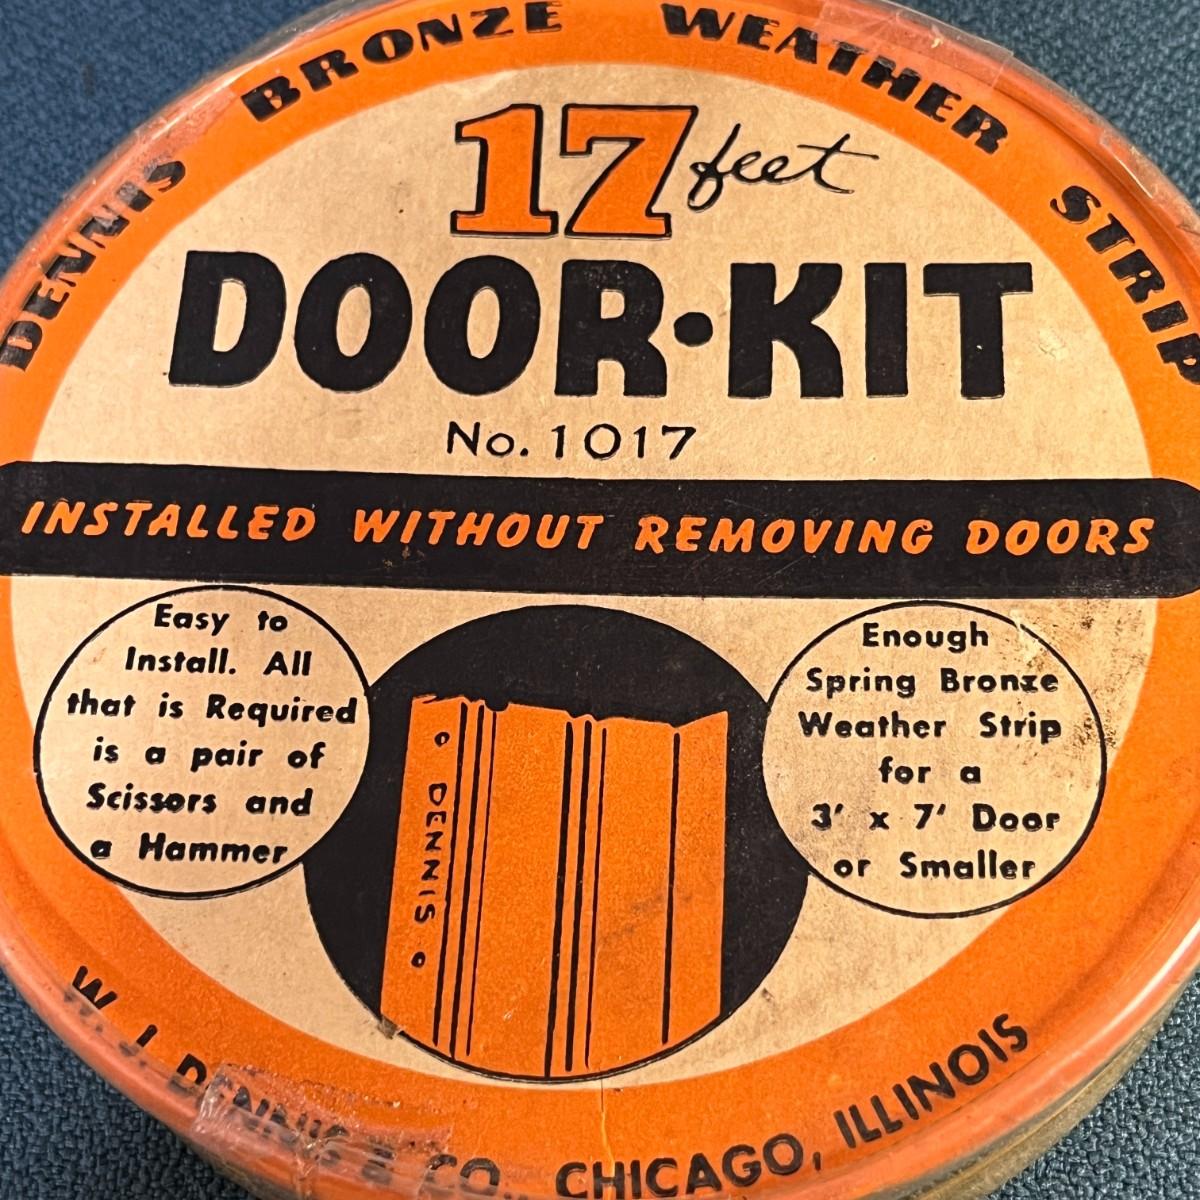 DENNIS BRONZE WEATHER STRIP
17 feet
DOOR·KIT
No. 1017
INSTALLED WITHOUT REMOVING DOORS
Easy to
Install. All
that is Required
is a pair of
Scissors and
a Hammer
DENNIS
Enough
Spring Bronze
Weather Strip
for a
3' x 7' Door
or Smaller
W. J. DENNIS & CO., CHICAGO, ILLINOIS